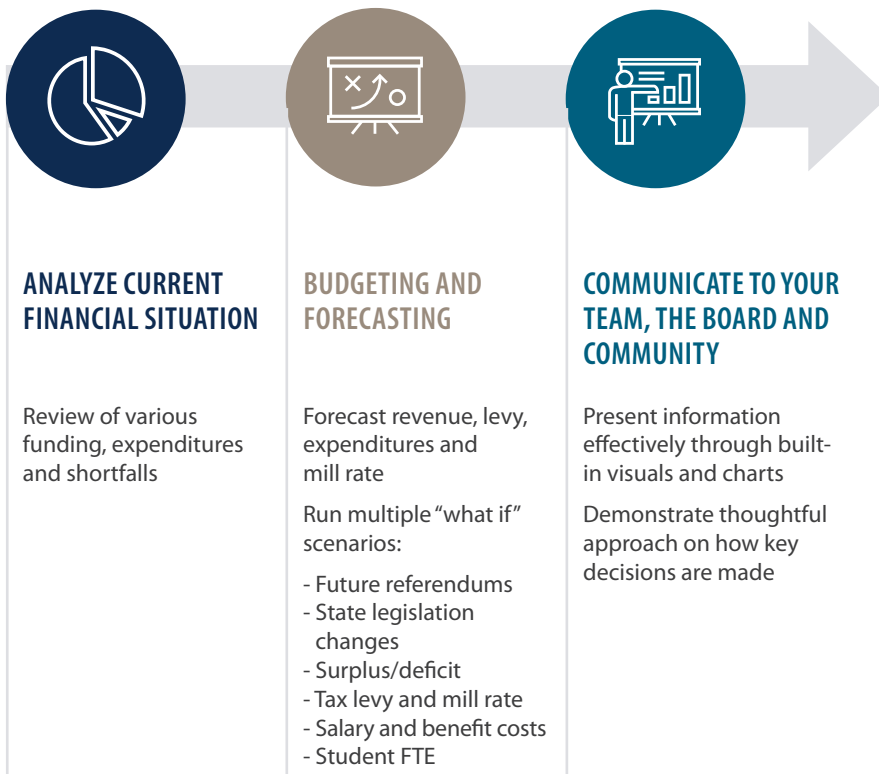 ANALYZE CURRENT
FINANCIAL SITUATION
Review of various
funding, expenditures
and shortfalls
BUDGETING AND
FORECASTING
Forecast revenue, levy,
expenditures and
mill rate
Run multiple “what if”
scenarios:
- Future referendums
- State legislation
changes
- Surplus/deficit
- Tax levy and mill rate
- Salary and benefit costs
- Student FTE
COMMUNICATE TO YOUR
TEAM, THE BOARD AND
COMMUNITY
Present information
effectively through built-
in visuals and charts
Demonstrate thoughtful
approach on how key
decisions are made